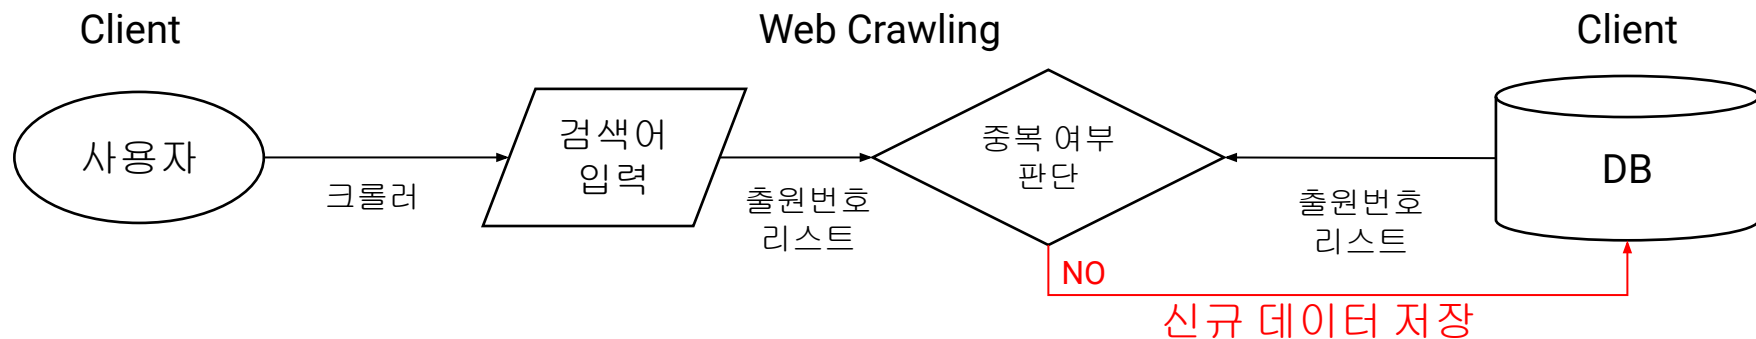 Client
Web Crawling
Client
사용자
크롤러
검색어
입력
출원번호
리스트
중복 여부
판단
출원번호
리스트
DB
NO
신규 데이터 저장